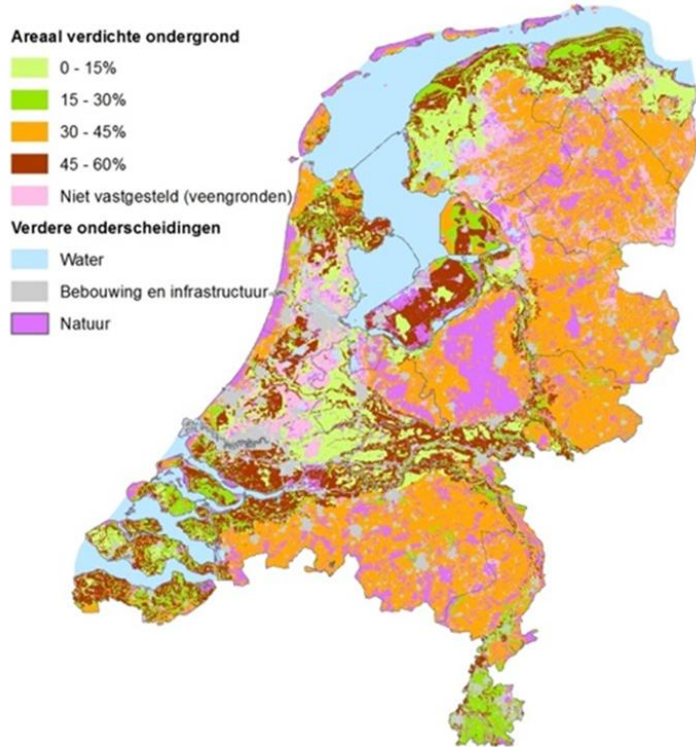 Areaal verdichte ondergrond
0 - 15%
15 - 30%
30 - 45%
45 - 60%
Niet vastgesteld (veengronden)
Verdere onderscheidingen
Water
Bebouwing en infrastructuur
Natuur